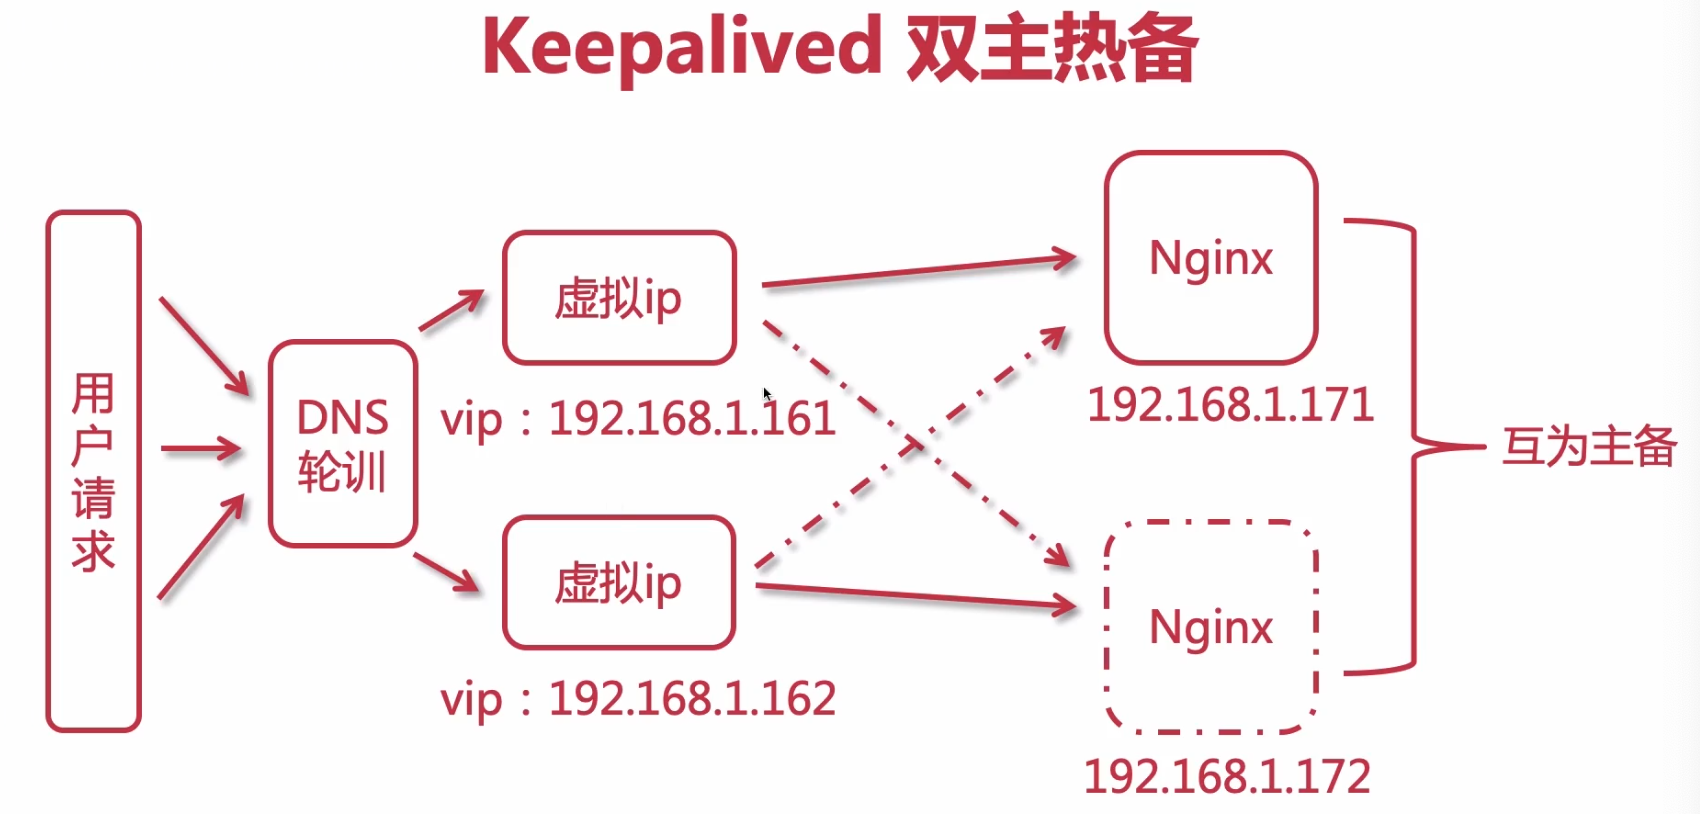 Keepalived 双主热备
用户请求
DNS
轮训
虚拟ip
vip：192.168.1.161
虚拟ip
vip：192.168.1.162
Nginx
192.168.1.171
Nginx
192.168.1.172
互为主备